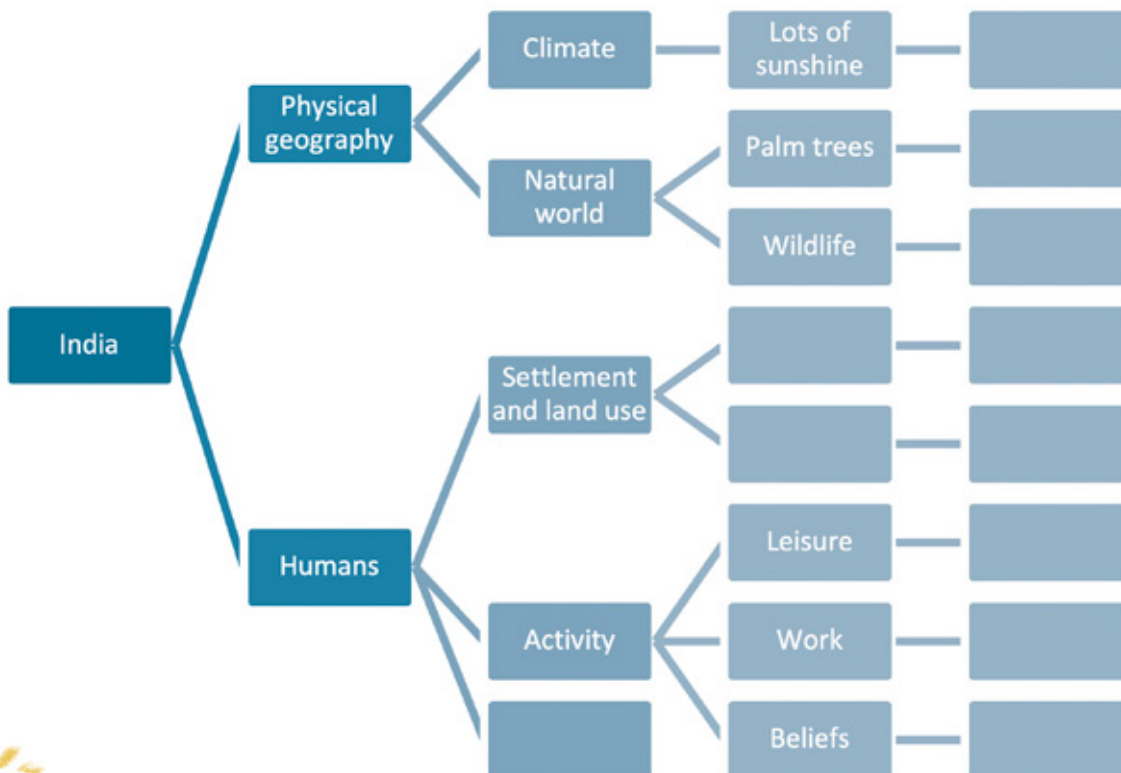 Climate
Lots of
sunshine
Physical
geography
Palm trees
Natural
world
Wildlife
India
Settlement
and land use
Leisure
Humans
Activity
Work
Beliefs